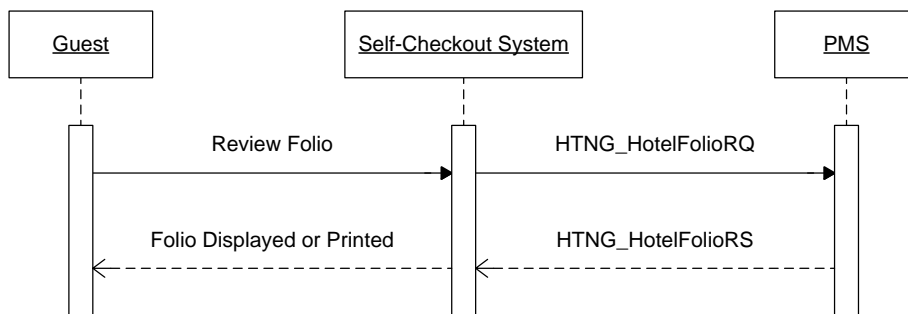 Guest
Self-Checkout System
PMS
Review Folio
HTNG_HotelFolioRQ
Folio Displayed or Printed
HTNG_HotelFolioRS